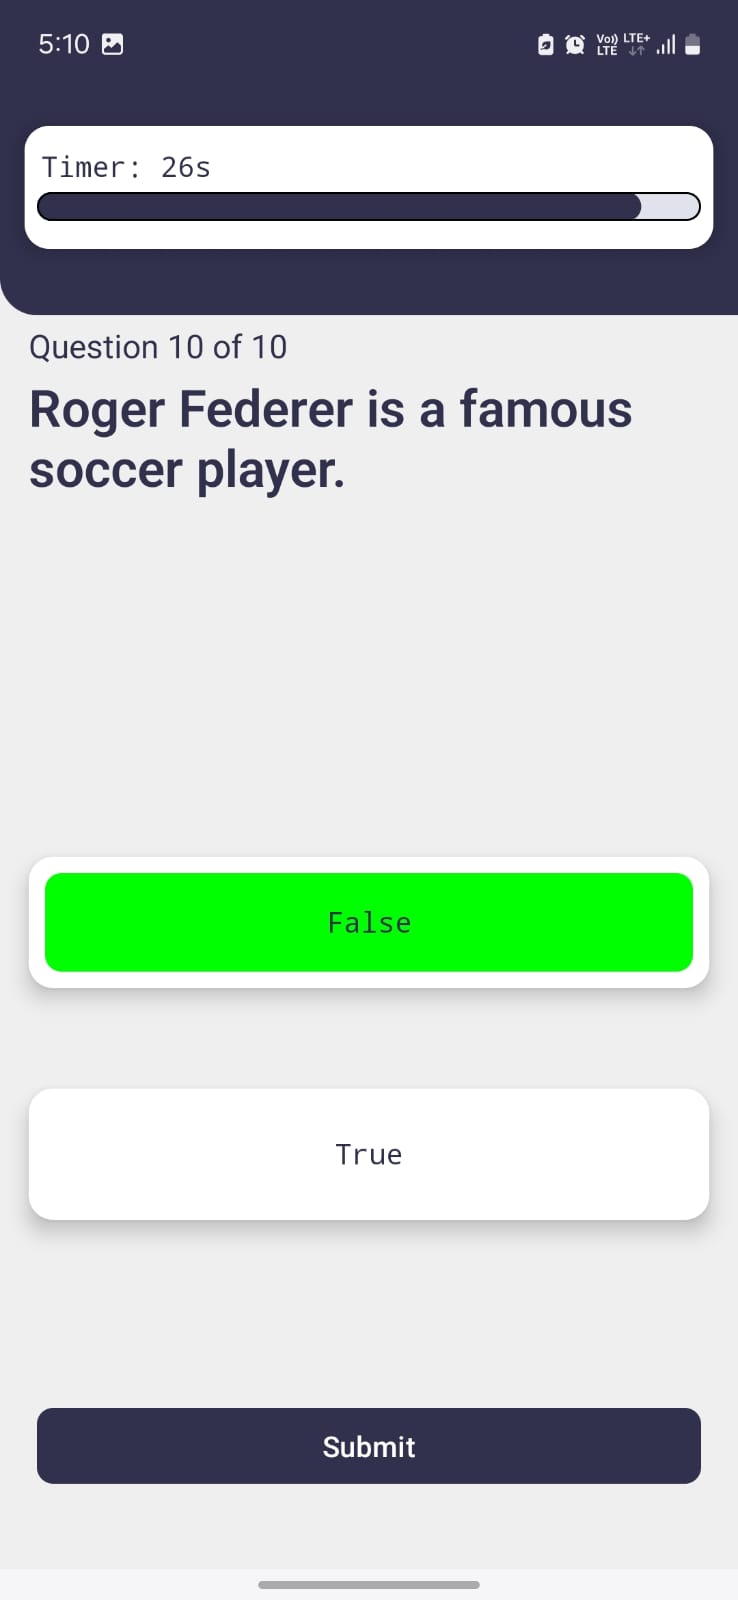 5:10
Vo)) LTE+
LTE
Timer: 26s
Question 10 of 10
Roger Federer is a famous
soccer player.
False
True
Submit